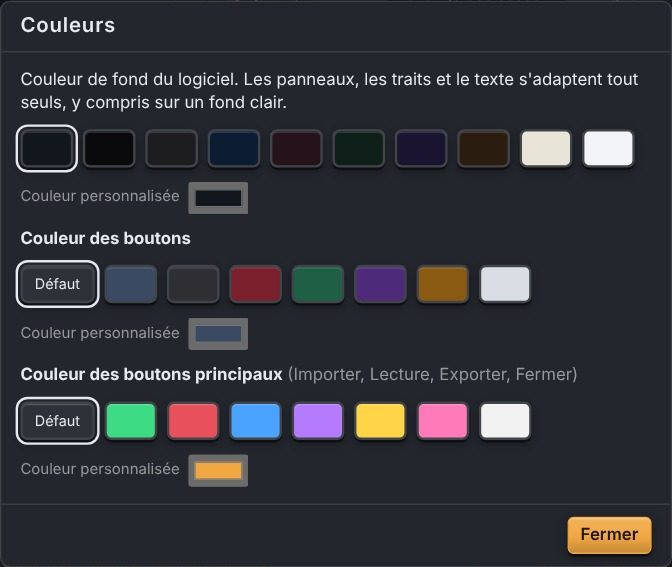 Couleurs
Couleur de fond du logiciel. Les panneaux, les traits et le texte s'adaptent tout
seuls, y compris sur un fond clair.
Couleur personnalisée
Couleur des boutons
Défaut
Couleur personnalisée
Couleur des boutons principaux (Importer, Lecture, Exporter, Fermer)
Défaut
Couleur personnalisée
Fermer